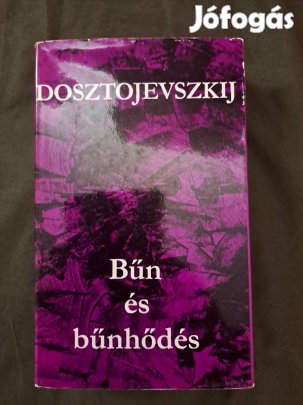 Jófogás
DOSZTOJEVSZKIJ
Bűn
és
bűnhődés